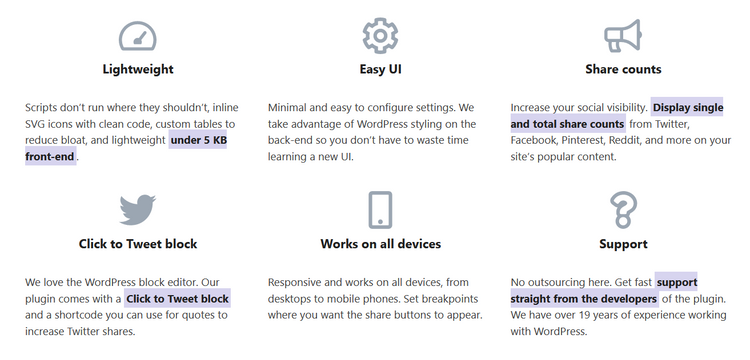 Lightweight
Scripts don't run where they shouldn't, inline
SVG icons with clean code, custom tables to
reduce bloat, and lightweight under 5 KB
front-end.
Easy UI
Minimal and easy to configure settings. We
take advantage of WordPress styling on the
back-end so you don't have to waste time
learning a new UI.
Share counts
Increase your social visibility. Display single
and total share counts from Twitter,
Facebook, Pinterest, Reddit, and more on your
site's popular content.
Click to Tweet block
We love the WordPress block editor. Our
plugin comes with a Click to Tweet block
and a shortcode you can use for quotes to
increase Twitter shares.
Works on all devices
Responsive and works on all devices, from
desktops to mobile phones. Set breakpoints
where you want the share buttons to appear.
Support
No outsourcing here. Get fast support
straight from the developers of the plugin.
We have over 19 years of experience working
with WordPress.